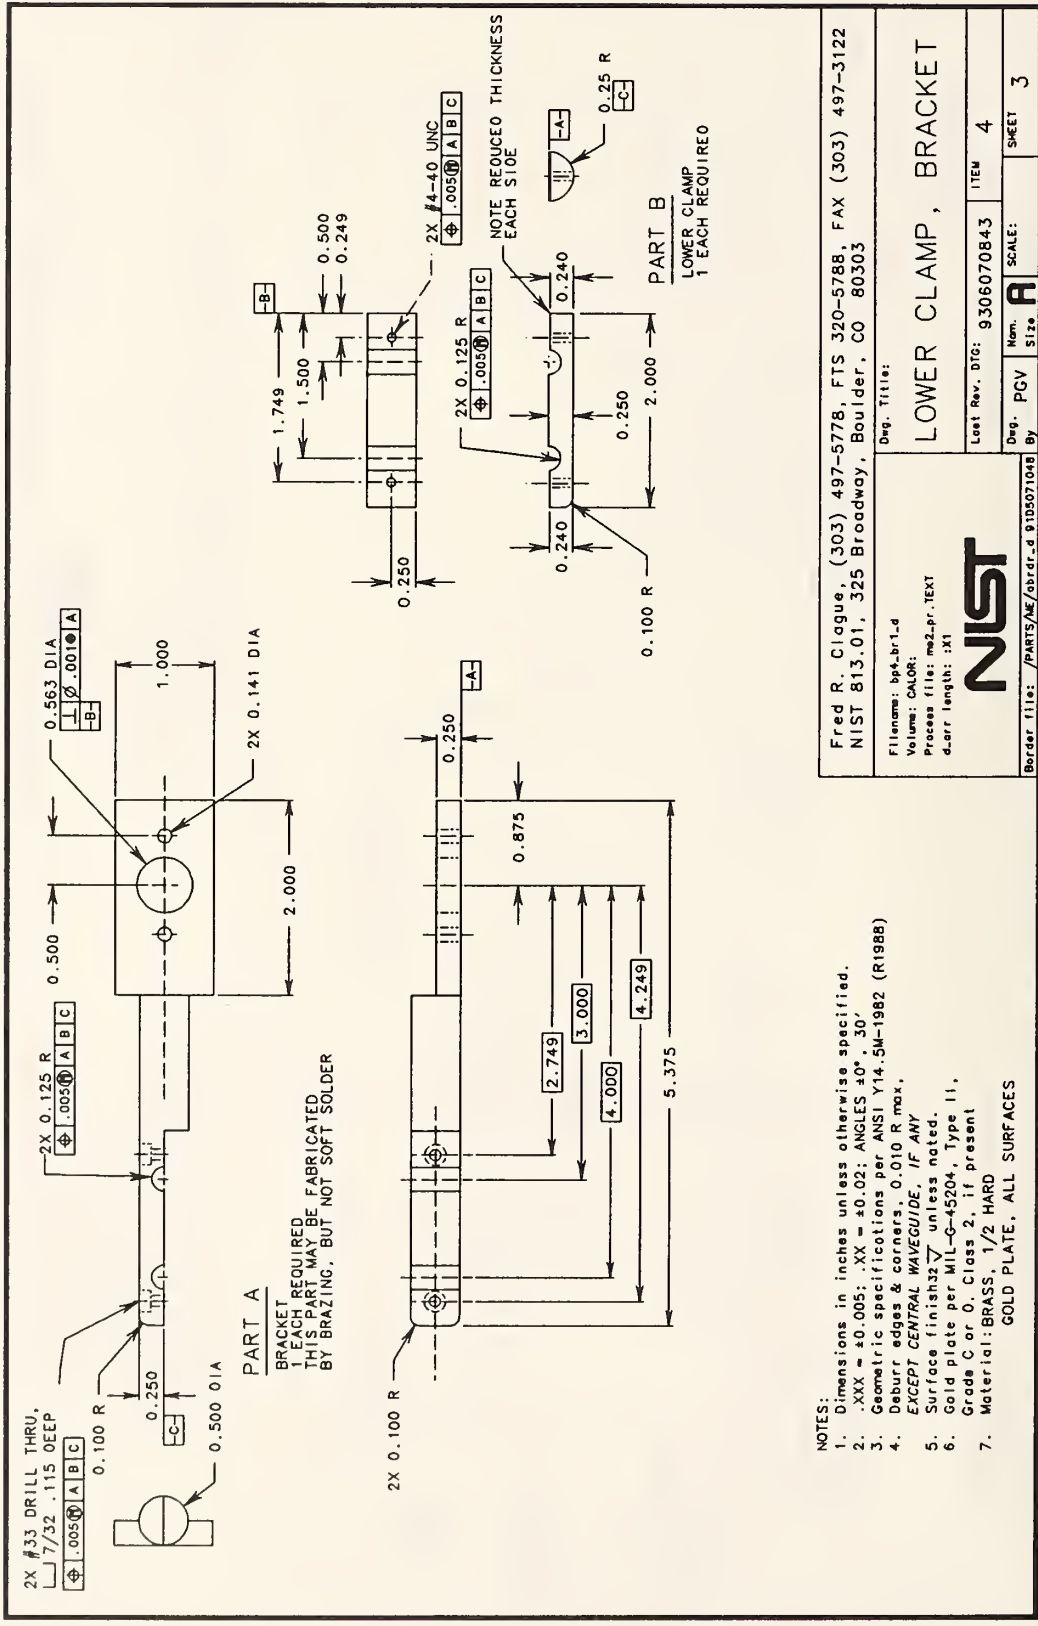 2X #33 DRILL THRU,
⌴ 7/32 .115 DEEP
⌖ .005Ⓜ A B C
0.100 R
0.250
-C-
0.500 DIA
2X 0.125 R
⌖ .005Ⓜ A B C
0.500
0.563 DIA
⊥ ⌀ .001Ⓜ A
-B-
1.000
2X 0.141 DIA
2.000
PART A
BRACKET
1 EACH REQUIRED
THIS PART MAY BE FABRICATED
BY BRAZING, BUT NOT SOFT SOLDER
2X 0.100 R
0.250
-A-
0.875
2.749
3.000
4.000
4.249
5.375
-B-
1.749
1.500
0.500
0.249
2X #4-40 UNC
⌖ .005Ⓜ A B C
0.250
2X 0.125 R
⌖ .005Ⓜ A B C
NOTE REDUCED THICKNESS
EACH SIDE
0.240
0.240
0.250
2.000
0.100 R
-A-
0.25 R
-C-
PART B
LOWER CLAMP
1 EACH REQUIRED
NOTES:
1. Dimensions in inches unless otherwise specified.
2. .XXX = ±0.005; .XX = ±0.02; ANGLES ±0°, 30′
3. Geometric specifications per ANSI Y14.5M-1982 (R1988)
4. Deburr edges & corners, 0.010 R max,
EXCEPT CENTRAL WAVEGUIDE, IF ANY
5. Surface finish 32 unless noted.
6. Gold plate per MIL-G-45204, Type II,
Grade C or D, Class 2, if present
7. Material: BRASS, 1/2 HARD
GOLD PLATE, ALL SURFACES
Fred R. Clague, (303) 497-5778, FTS 320-5788, FAX (303) 497-3122
NIST 813.01, 325 Broadway, Boulder, CO 80303
Filename: bp4_br1_d
Volume: CALOR:
Process file: me2_pr.TEXT
d_arr length: :X1
NIST
Border file: /PARTS/ME/abrdr_d 9105071048
Dwg. Title:
LOWER CLAMP, BRACKET
Last Rev. DTG: 9306070843
ITEM 4
Dwg. By PGV
Nom. Size A
SCALE:
SHEET 3